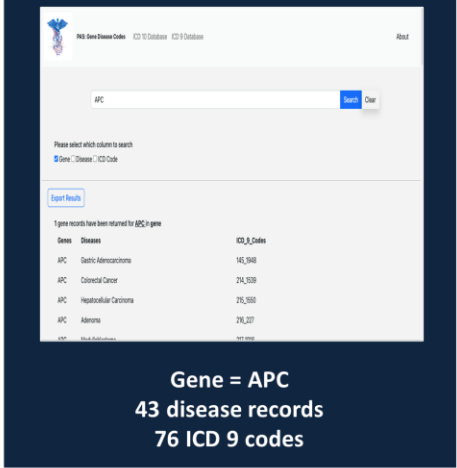 PAS: Gene Disease Codes ICD 10 Database ICD 9 Database About
APC Search Clear
Please select which column to search
Gene Disease ICD Code
Export Results
1 gene records have been returned for APC in gene
Genes Diseases ICD_9_Codes
APC Gastric Adenocarcinoma 145_1949
APC Colorectal Cancer 214_1539
APC Hepatocellular Carcinoma 215_1550
APC Adenoma 216_227
APC
Gene = APC
43 disease records
76 ICD 9 codes